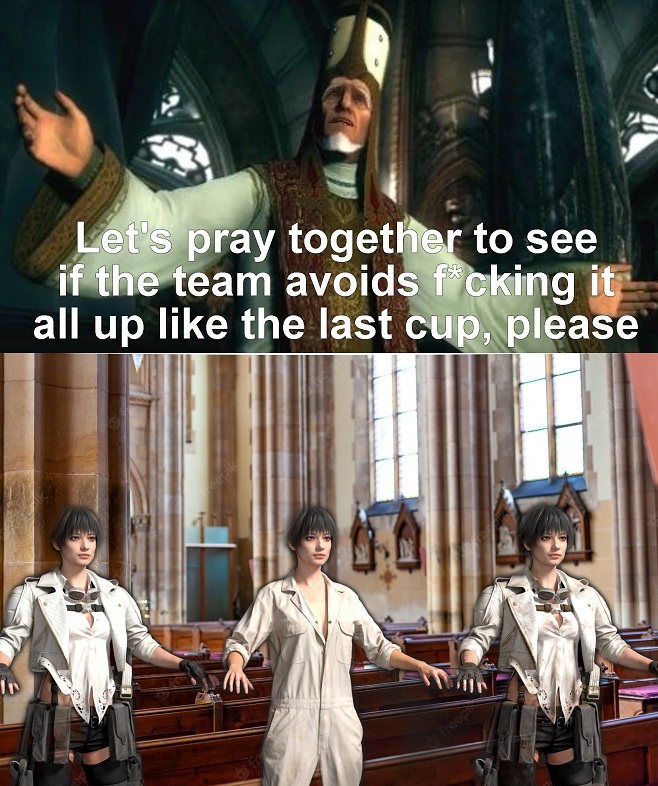 Let's pray together to see
if the team avoids f*cking it
all up like the last cup, please